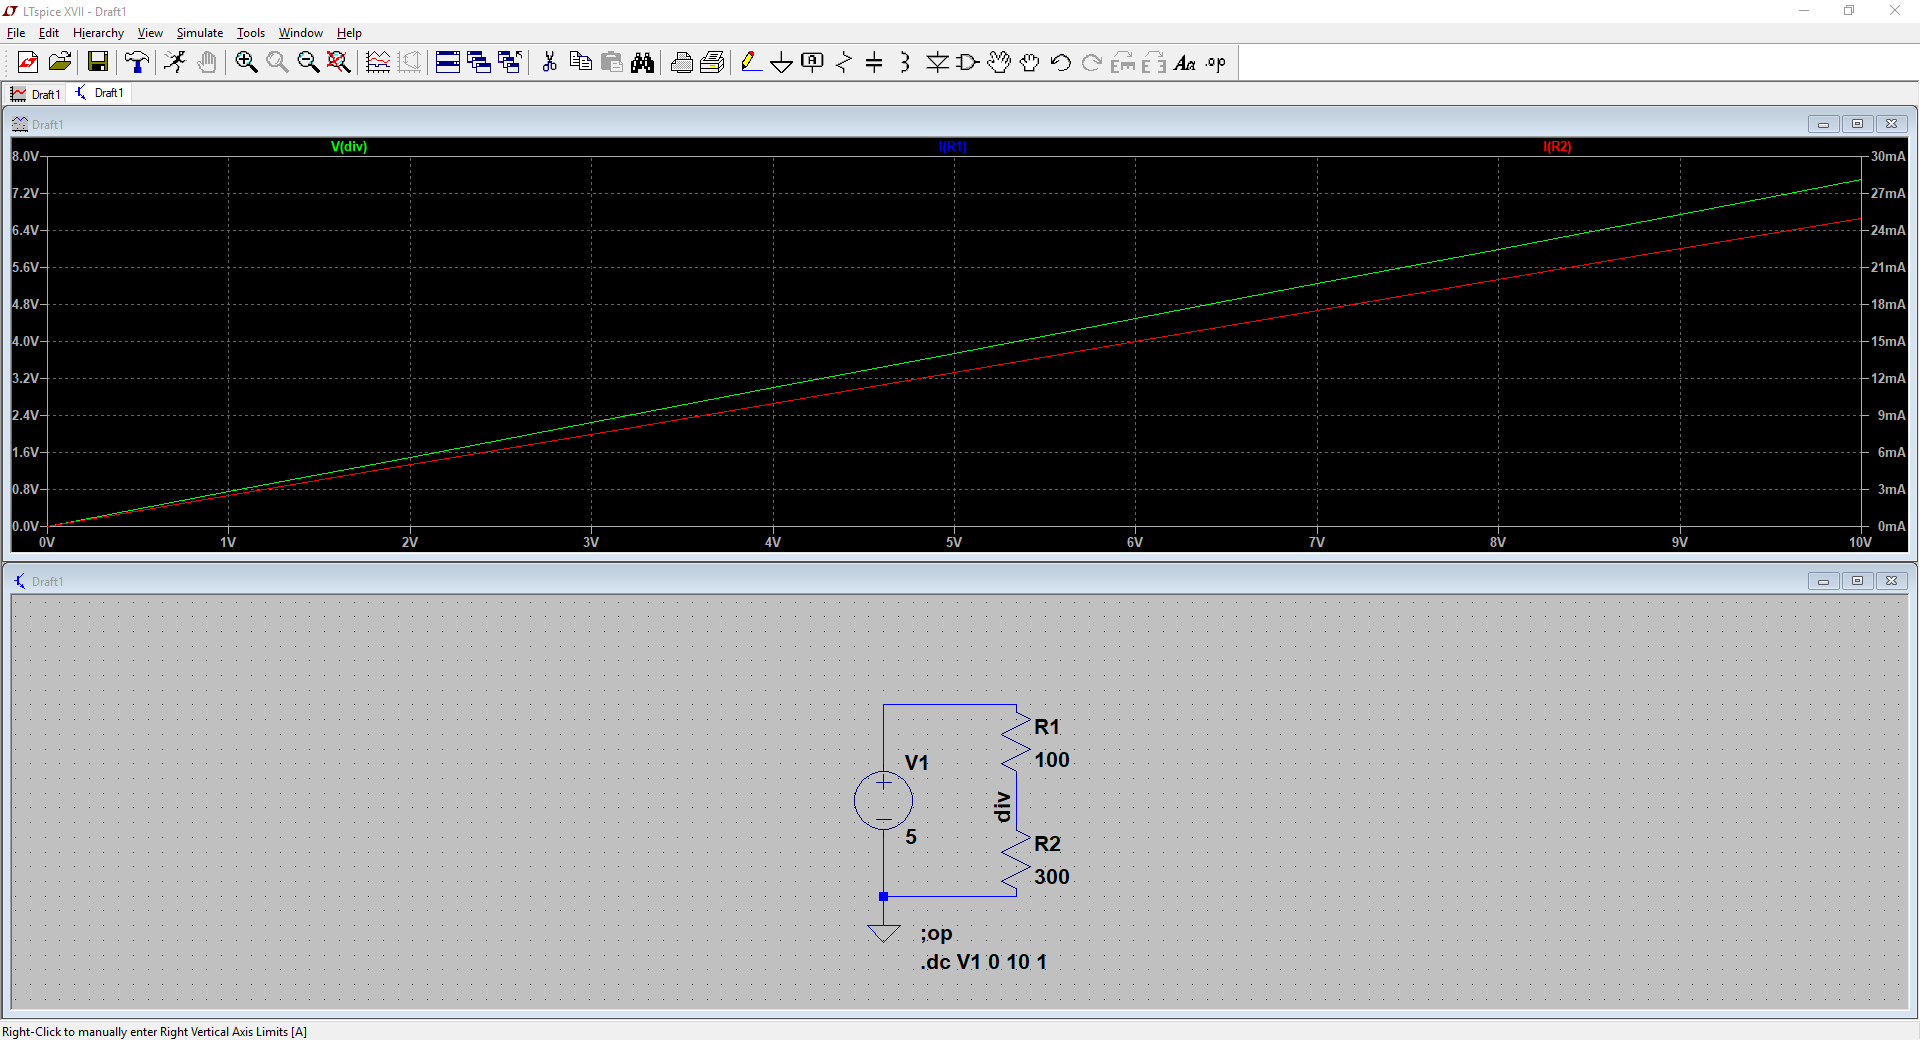 LTspice XVII - Draft1
File Edit Hierarchy View Simulate Tools Window Help
A Aa .op
Draft1 Draft1
Draft1
V(div) I(R1) I(R2)
8.0V 30mA
7.2V 27mA
6.4V 24mA
5.6V 21mA
4.8V 18mA
4.0V 15mA
3.2V 12mA
2.4V 9mA
1.6V 6mA
0.8V 3mA
0.0V 0mA
0V 1V 2V 3V 4V 5V 6V 7V 8V 9V 10V
Draft1
R1
100
V1
div
5
R2
300
;op
.dc V1 0 10 1
Right-Click to manually enter Right Vertical Axis Limits [A]